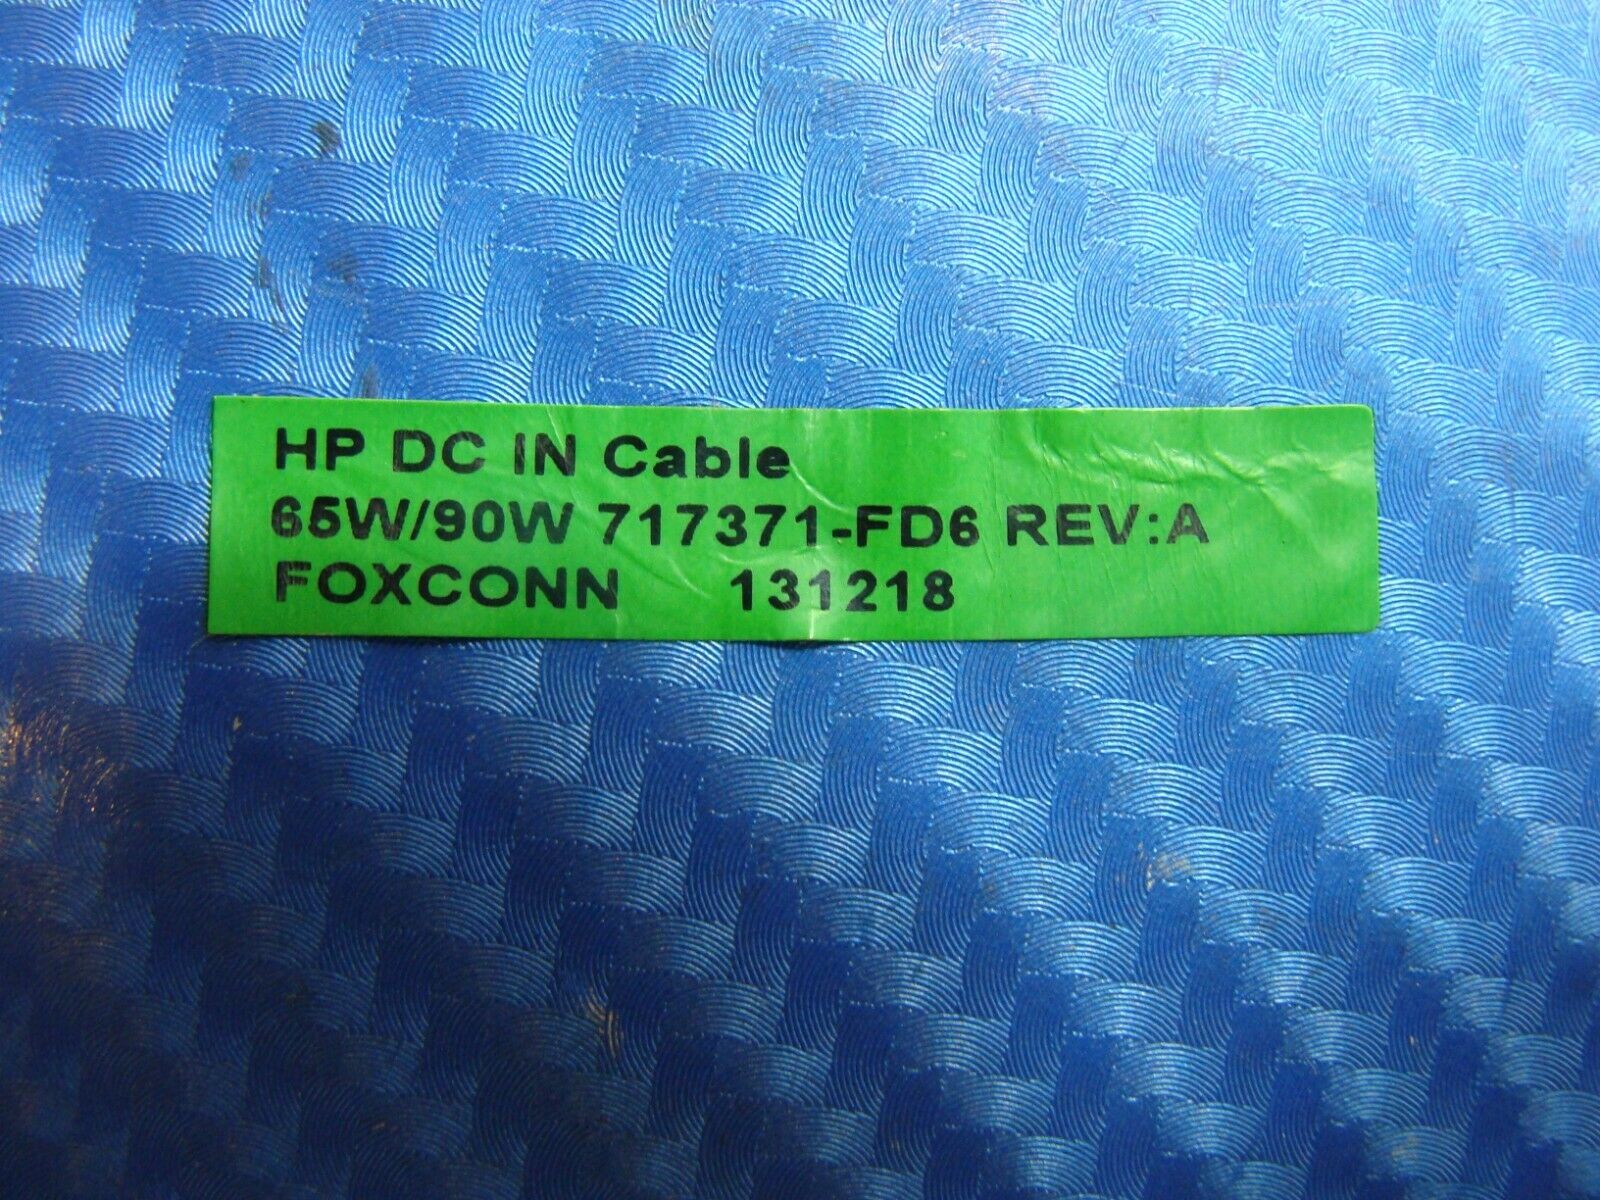 HP DC IN Cable
65W/90W 717371-FD6 REV:A
FOXCONN 131218